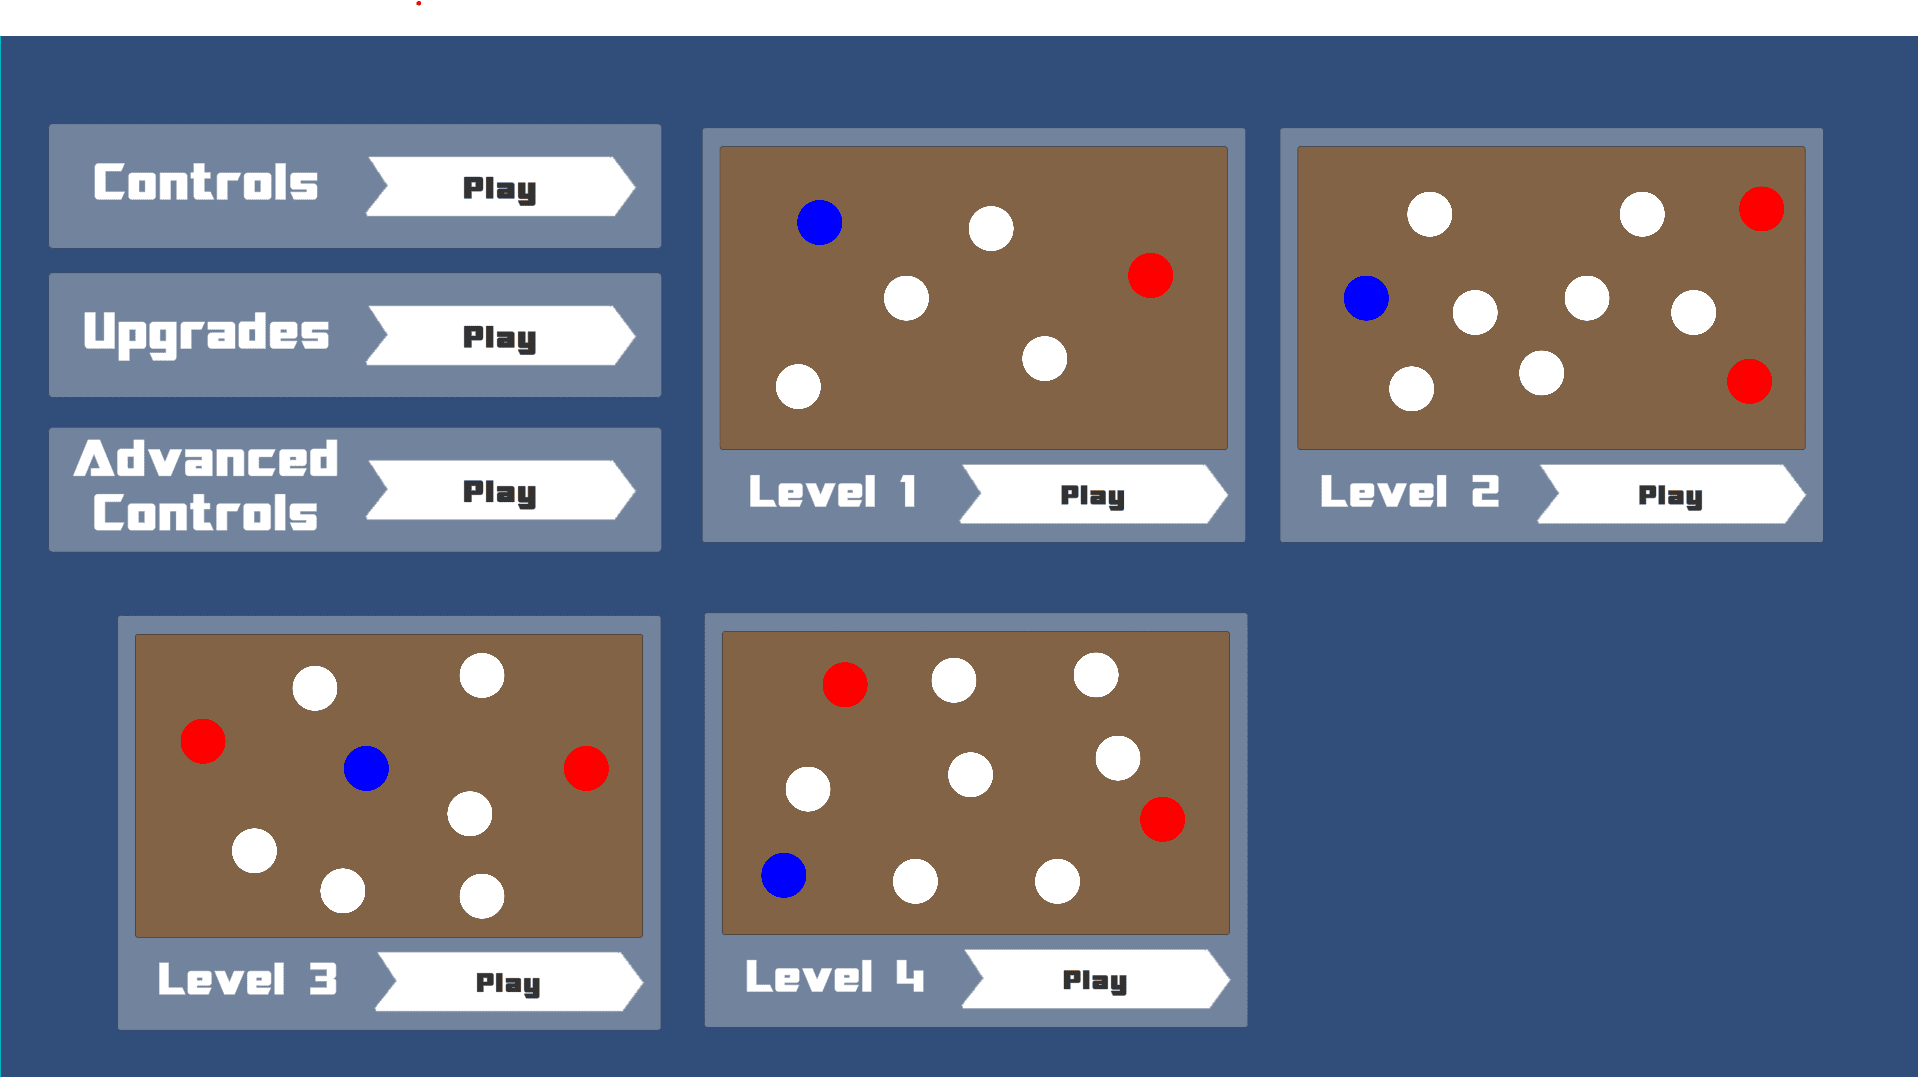 Controls
Play
Upgrades
Play
Advanced
Controls
Play
Level 1
Play
Level 2
Play
Level 3
Play
Level 4
Play